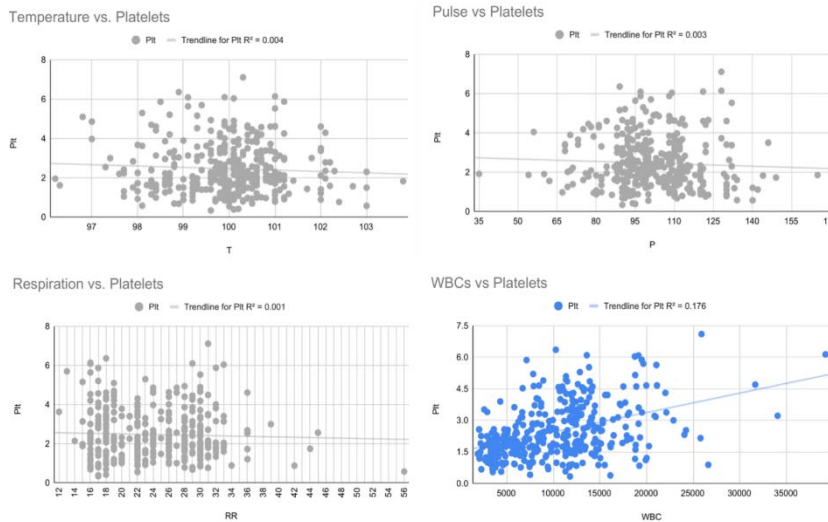 Temperature vs. Platelets
Plt Trendline for Plt R² = 0.004
8
6
4
2
0
Plt
97 98 99 100 101 102 103
T
Pulse vs Platelets
Plt Trendline for Plt R² = 0.003
8
6
4
2
0
Plt
35 65 80 95 110 140 155
P
Respiration vs. Platelets
Plt Trendline for Plt R² = 0.001
8
6
4
2
0
Plt
12 14 16 18 20 22 24 26 28 30 32 34 36 38 40 42 44 46 48 50 52 54 56
RR
WBCs vs Platelets
Plt Trendline for Plt R² = 0.176
7.5
6.0
4.5
3.0
1.5
0.0
Plt
5000 10000 15000 20000 25000 30000 35000
WBC